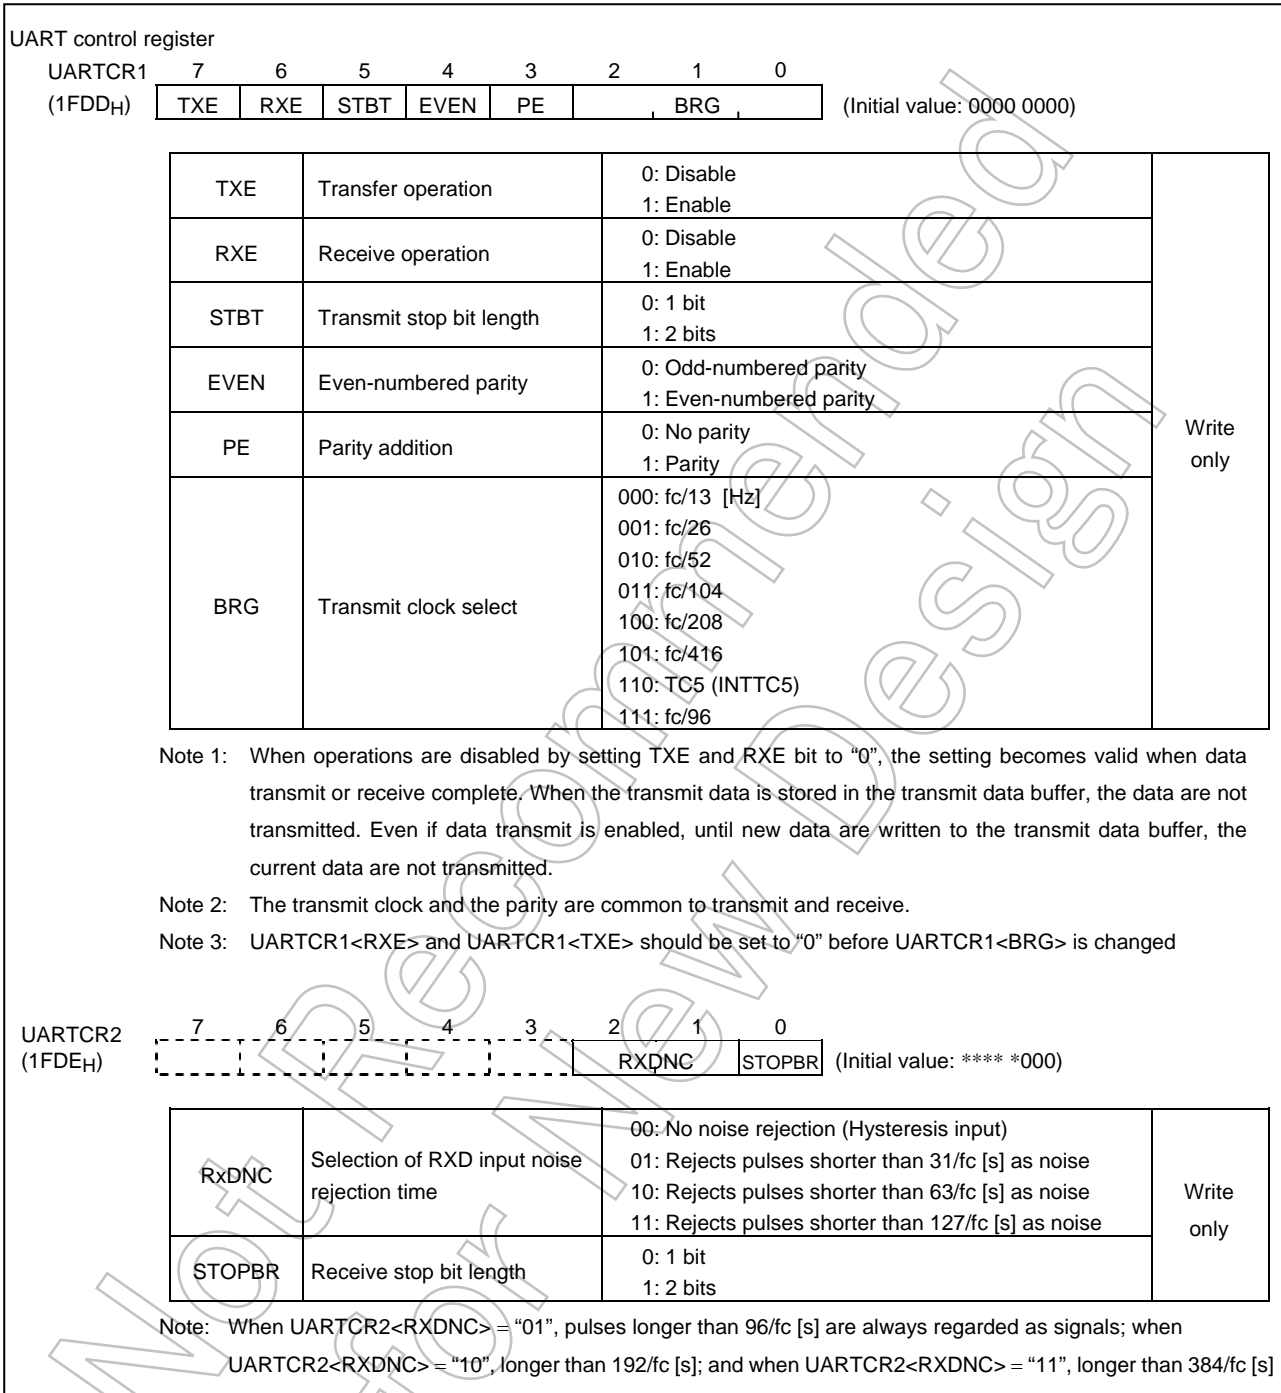 UART control register
UARTCR1 7 6 5 4 3 2 1 0
(1FDDH) TXE RXE STBT EVEN PE BRG (Initial value: 0000 0000)
TXE Transfer operation 0: Disable
1: Enable
RXE Receive operation 0: Disable
1: Enable
STBT Transmit stop bit length 0: 1 bit
1: 2 bits
EVEN Even-numbered parity 0: Odd-numbered parity
1: Even-numbered parity
PE Parity addition 0: No parity
1: Parity
BRG Transmit clock select 000: fc/13 [Hz]
001: fc/26
010: fc/52
011: fc/104
100: fc/208
101: fc/416
110: TC5 (INTTC5)
111: fc/96
Write
only
Note 1: When operations are disabled by setting TXE and RXE bit to “0”, the setting becomes valid when data
transmit or receive complete. When the transmit data is stored in the transmit data buffer, the data are not
transmitted. Even if data transmit is enabled, until new data are written to the transmit data buffer, the
current data are not transmitted.
Note 2: The transmit clock and the parity are common to transmit and receive.
Note 3: UARTCR1<RXE> and UARTCR1<TXE> should be set to “0” before UARTCR1<BRG> is changed
UARTCR2 7 6 5 4 3 2 1 0
(1FDEH) RXDNC STOPBR (Initial value: **** *000)
RxDNC Selection of RXD input noise
rejection time
00: No noise rejection (Hysteresis input)
01: Rejects pulses shorter than 31/fc [s] as noise
10: Rejects pulses shorter than 63/fc [s] as noise
11: Rejects pulses shorter than 127/fc [s] as noise
STOPBR Receive stop bit length 0: 1 bit
1: 2 bits
Write
only
Note: When UARTCR2<RXDNC> = “01”, pulses longer than 96/fc [s] are always regarded as signals; when
UARTCR2<RXDNC> = “10”, longer than 192/fc [s]; and when UARTCR2<RXDNC> = “11”, longer than 384/fc [s]
Not Recommended
for New Design